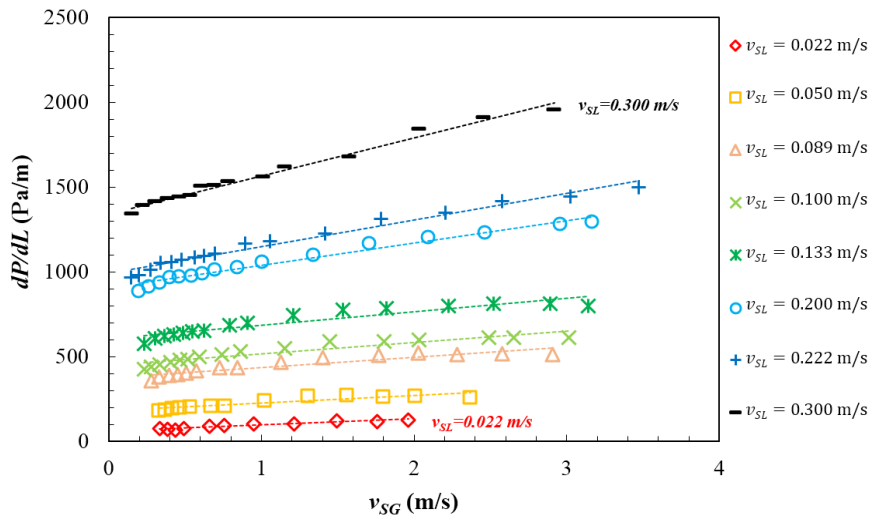 2500
2000
1500
1000
500
0
dP/dL (Pa/m)
0
1
2
3
4
v_SG (m/s)
v_SL=0.300 m/s
v_SL=0.022 m/s
v_SL = 0.022 m/s
v_SL = 0.050 m/s
v_SL = 0.089 m/s
v_SL = 0.100 m/s
v_SL = 0.133 m/s
v_SL = 0.200 m/s
v_SL = 0.222 m/s
v_SL = 0.300 m/s